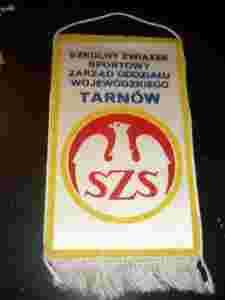 SZKOLNY ZWIĄZEK
SPORTOWY
ZARZĄD ODDZIAŁU
WOJEWÓDZKIEGO
TARNÓW
SZS